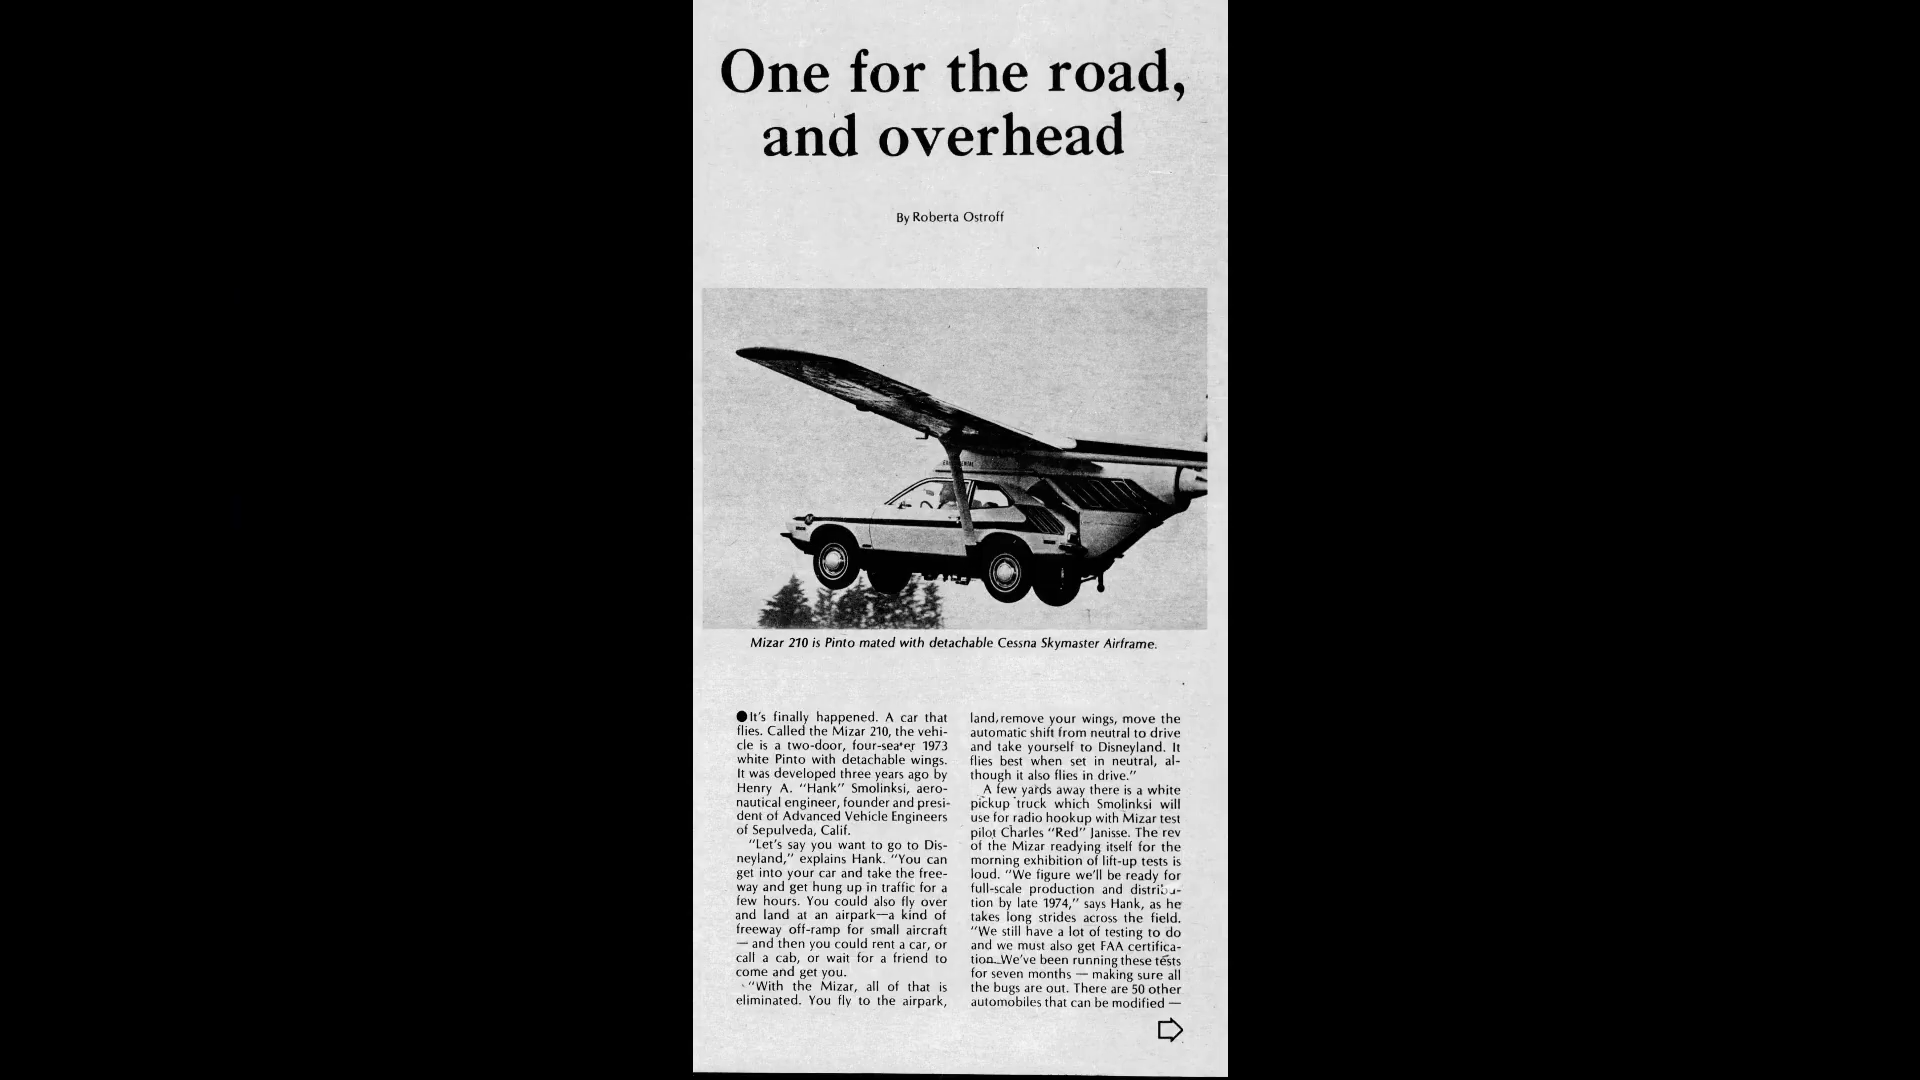 One for the road,
and overhead
By Roberta Ostroff
Mizar 210 is Pinto mated with detachable Cessna Skymaster Airframe.
It's finally happened. A car that
flies. Called the Mizar 210, the vehi-
cle is a two-door, four-seater 1973
white Pinto with detachable wings.
It was developed three years ago by
Henry A. "Hank" Smolinksi, aero-
nautical engineer, founder and presi-
dent of Advanced Vehicle Engineers
of Sepulveda, Calif.
"Let's say you want to go to Dis-
neyland," explains Hank. "You can
get into your car and take the free-
way and get hung up in traffic for a
few hours. You could also fly over
and land at an airpark—a kind of
freeway off-ramp for small aircraft
— and then you could rent a car, or
call a cab, or wait for a friend to
come and get you.
"With the Mizar, all of that is
eliminated. You fly to the airpark,
land, remove your wings, move the
automatic shift from neutral to drive
and take yourself to Disneyland. It
flies best when set in neutral, al-
though it also flies in drive."
A few yards away there is a white
pickup truck which Smolinksi will
use for radio hookup with Mizar test
pilot Charles "Red" Janisse. The rev
of the Mizar readying itself for the
morning exhibition of lift-up tests is
loud. "We figure we'll be ready for
full-scale production and distribu-
tion by late 1974," says Hank, as he
takes long strides across the field.
"We still have a lot of testing to do
and we must also get FAA certifica-
tion. We've been running these tests
for seven months — making sure all
the bugs are out. There are 50 other
automobiles that can be modified —